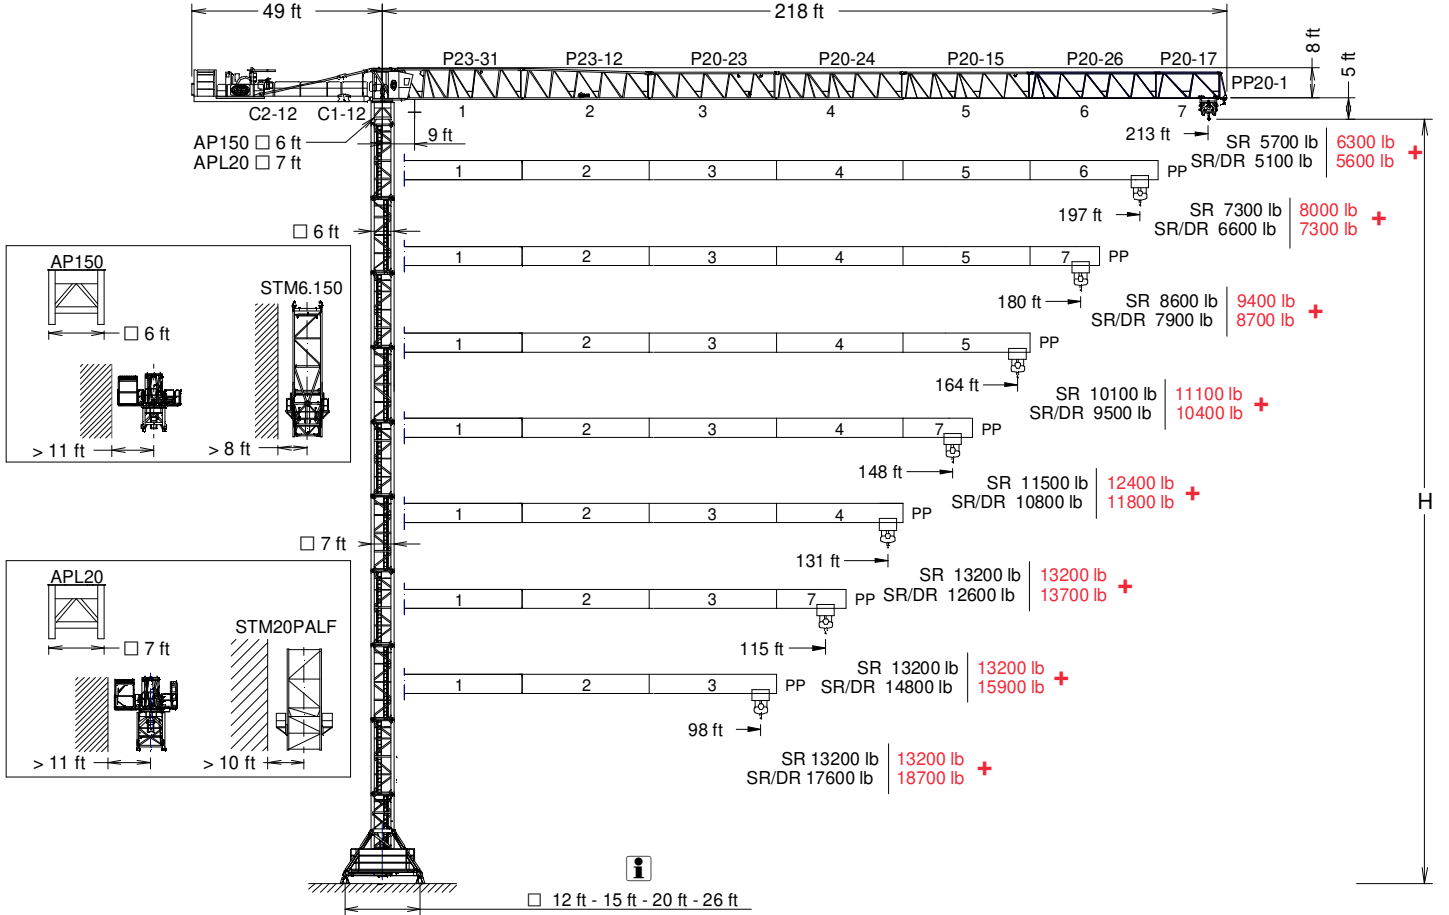 49 ft
218 ft
8 ft
5 ft
P23-31 P23-12 P20-23 P20-24 P20-15 P20-26 P20-17
PP20-1
C2-12 C1-12
1 2 3 4 5 6 7
AP150 □ 6 ft
APL20 □ 7 ft
9 ft
213 ft
SR 5700 lb 6300 lb +
SR/DR 5100 lb 5600 lb
1 2 3 4 5 6 PP
197 ft
SR 7300 lb 8000 lb +
SR/DR 6600 lb 7300 lb
□ 6 ft
1 2 3 4 5 7 PP
180 ft
SR 8600 lb 9400 lb +
SR/DR 7900 lb 8700 lb
AP150
□ 6 ft
STM6.150
> 11 ft
> 8 ft
1 2 3 4 5 PP
164 ft
SR 10100 lb 11100 lb +
SR/DR 9500 lb 10400 lb
1 2 3 4 7 PP
148 ft
SR 11500 lb 12400 lb +
SR/DR 10800 lb 11800 lb
H
1 2 3 4 PP
131 ft
SR 13200 lb 13200 lb +
SR/DR 12600 lb 13700 lb
□ 7 ft
APL20
□ 7 ft
STM20PALF
> 11 ft
> 10 ft
1 2 3 7 PP
115 ft
SR 13200 lb 13200 lb +
SR/DR 14800 lb 15900 lb
1 2 3 PP
98 ft
SR 13200 lb 13200 lb +
SR/DR 17600 lb 18700 lb
i
□ 12 ft - 15 ft - 20 ft - 26 ft